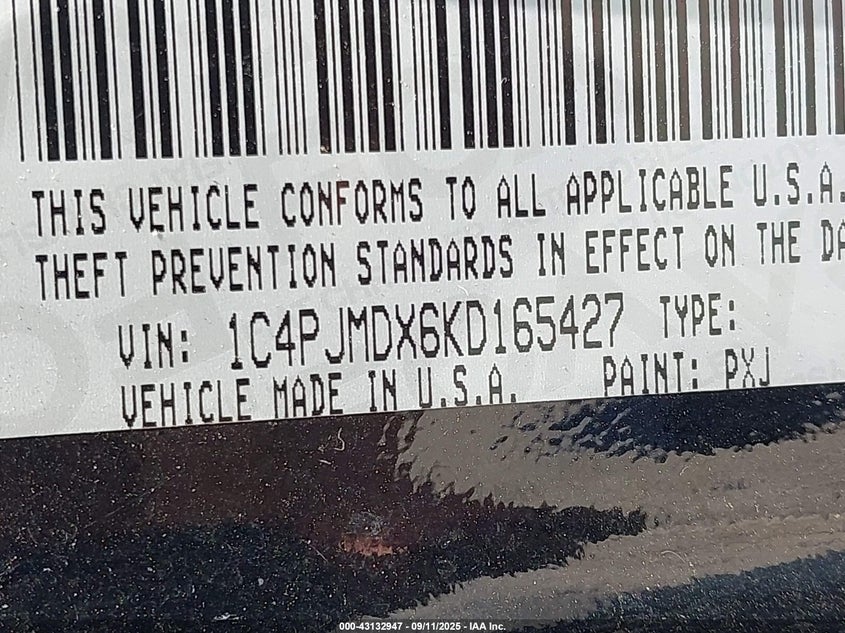 THIS VEHICLE CONFORMS TO ALL APPLICABLE U.S.A.
THEFT PREVENTION STANDARDS IN EFFECT ON THE DA
VIN: 1C4PJMDX6KD165427 TYPE:
VEHICLE MADE IN U.S.A. PAINT: PXJ
000-43132947 - 09/11/2025 - IAA Inc.